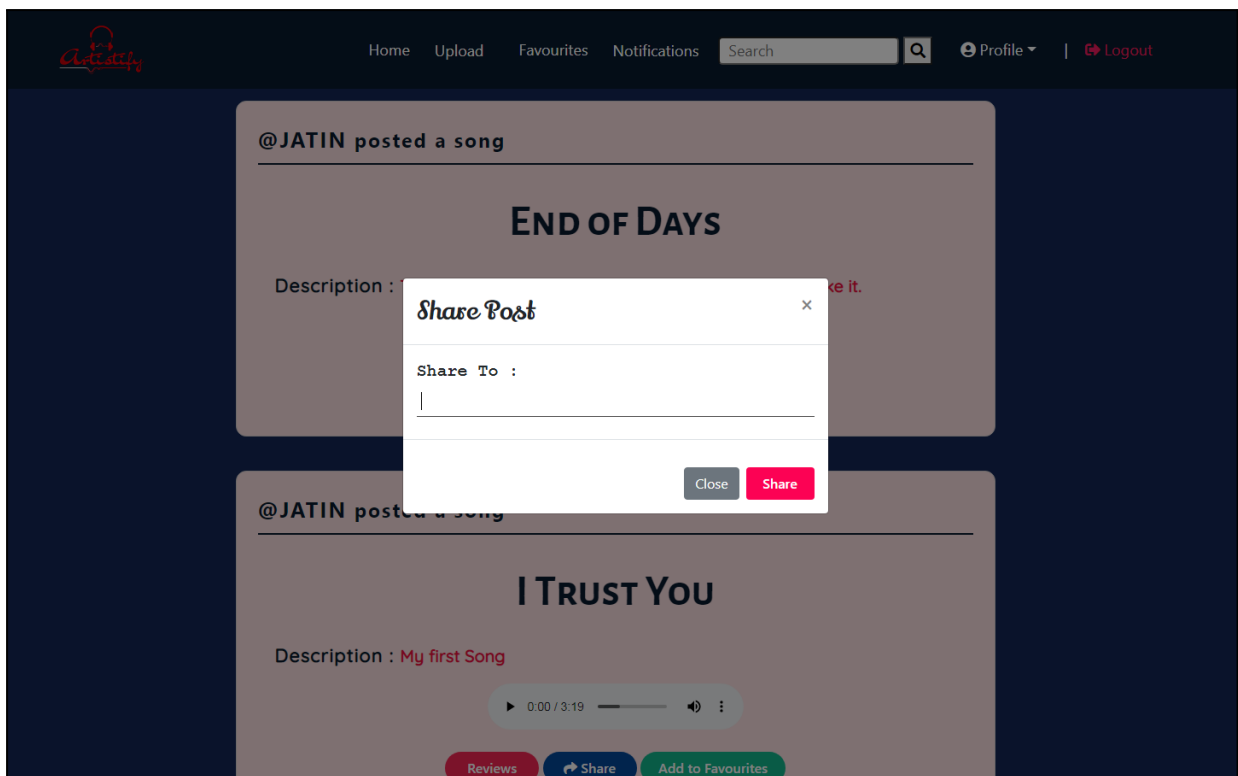 Artistify
Home Upload Favourites Notifications Search Profile | Logout
@JATIN posted a song
END OF DAYS
Description : ke it.
Share Post ×
Share To :
Close Share
@JATIN posted a song
I TRUST YOU
Description : My first Song
0:00 / 3:19
Reviews Share Add to Favourites